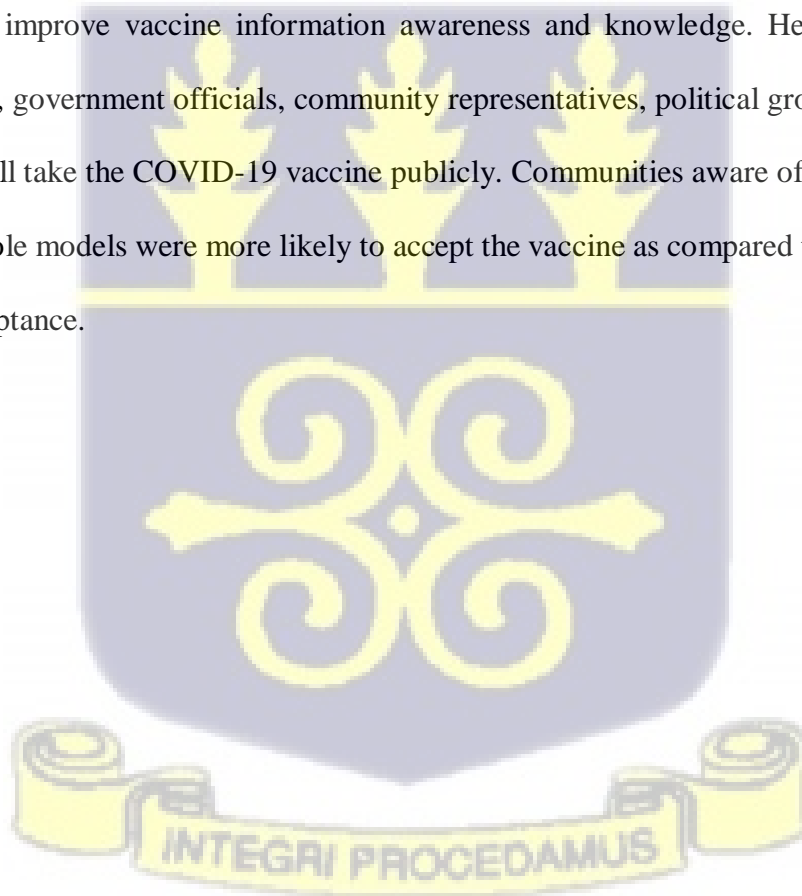 improve vaccine information awareness and knowledge. He
, government officials, community representatives, political gro
ll take the COVID-19 vaccine publicly. Communities aware of
ole models were more likely to accept the vaccine as compared
ptance.
INTEGRI PROCEDAMUS